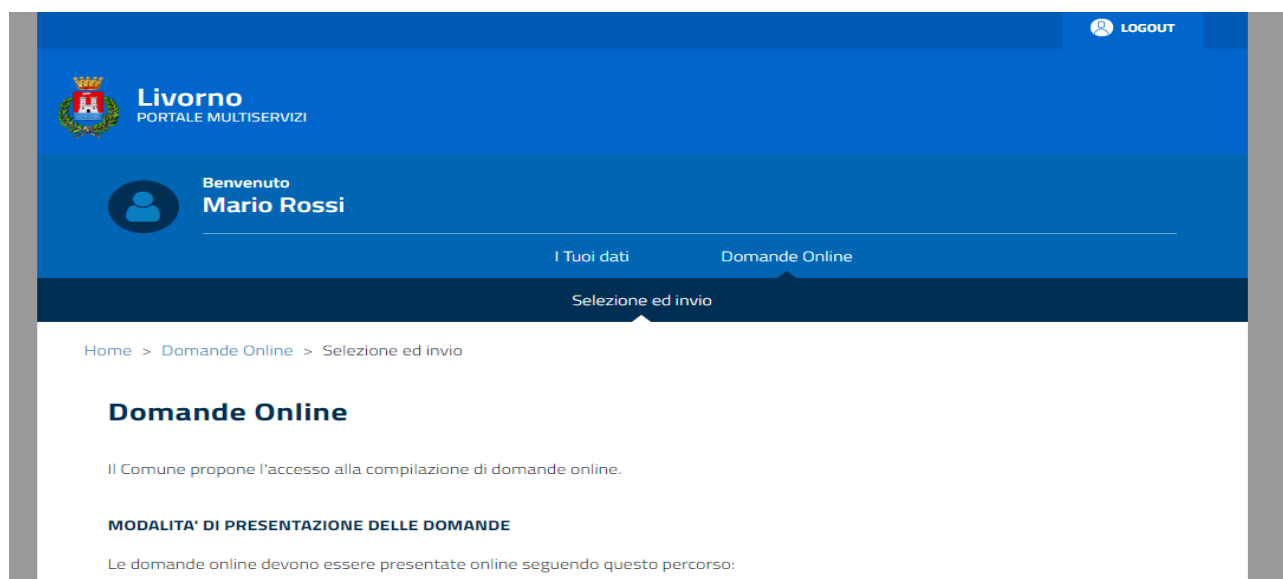 LOGOUT
Livorno
PORTALE MULTISERVIZI
Benvenuto
Mario Rossi
I Tuoi dati Domande Online
Selezione ed invio
Home > Domande Online > Selezione ed invio
Domande Online
Il Comune propone l'accesso alla compilazione di domande online.
MODALITA' DI PRESENTAZIONE DELLE DOMANDE
Le domande online devono essere presentate online seguendo questo percorso: